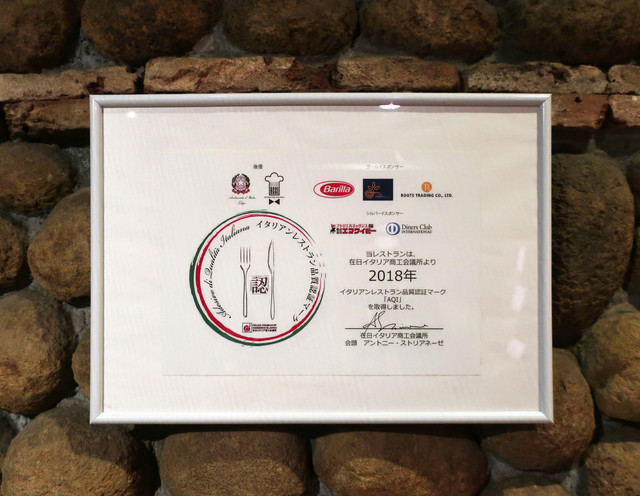 後援
ゴールドスポンサー
Barilla
ROOTS TRADING CO., LTD.
シルバードスポンサー
Diners Club
INTERNATIONAL
Adesivo di Qualità Italiana
イタリアンレストラン品質認証マーク
認
当レストランは、
在日イタリア商工会議所より
2018年
イタリアンレストラン品質認証マーク
「AQI」
を取得しました。
在日イタリア商工会議所
会頭 アントニー・ストリアネーゼ